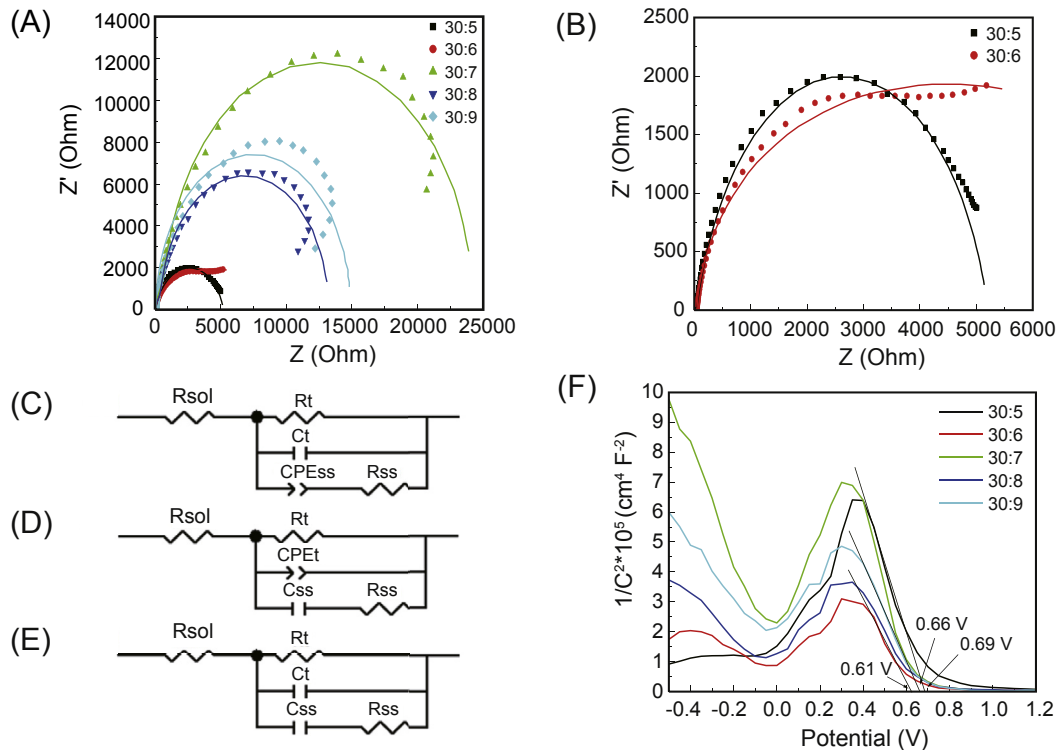 (A)
14000
12000
10000
8000
6000
4000
2000
0
Z' (Ohm)
30:5
30:6
30:7
30:8
30:9
0
5000
10000
15000
20000
25000
Z (Ohm)
(B)
2500
2000
1500
1000
500
0
Z' (Ohm)
30:5
30:6
0
1000
2000
3000
4000
5000
6000
Z (Ohm)
(C)
Rsol
Rt
Ct
CPEss
Rss
(D)
Rsol
Rt
CPEt
Css
Rss
(E)
Rsol
Rt
Ct
Css
Rss
(F)
10
9
8
7
6
5
4
3
2
1
0
1/C²*10⁵ (cm⁴ F⁻²)
30:5
30:6
30:7
30:8
30:9
0.66 V
0.69 V
0.61 V
-0.4
0.0
0.2
0.4
0.6
0.8
1.0
1.2
Potential (V)